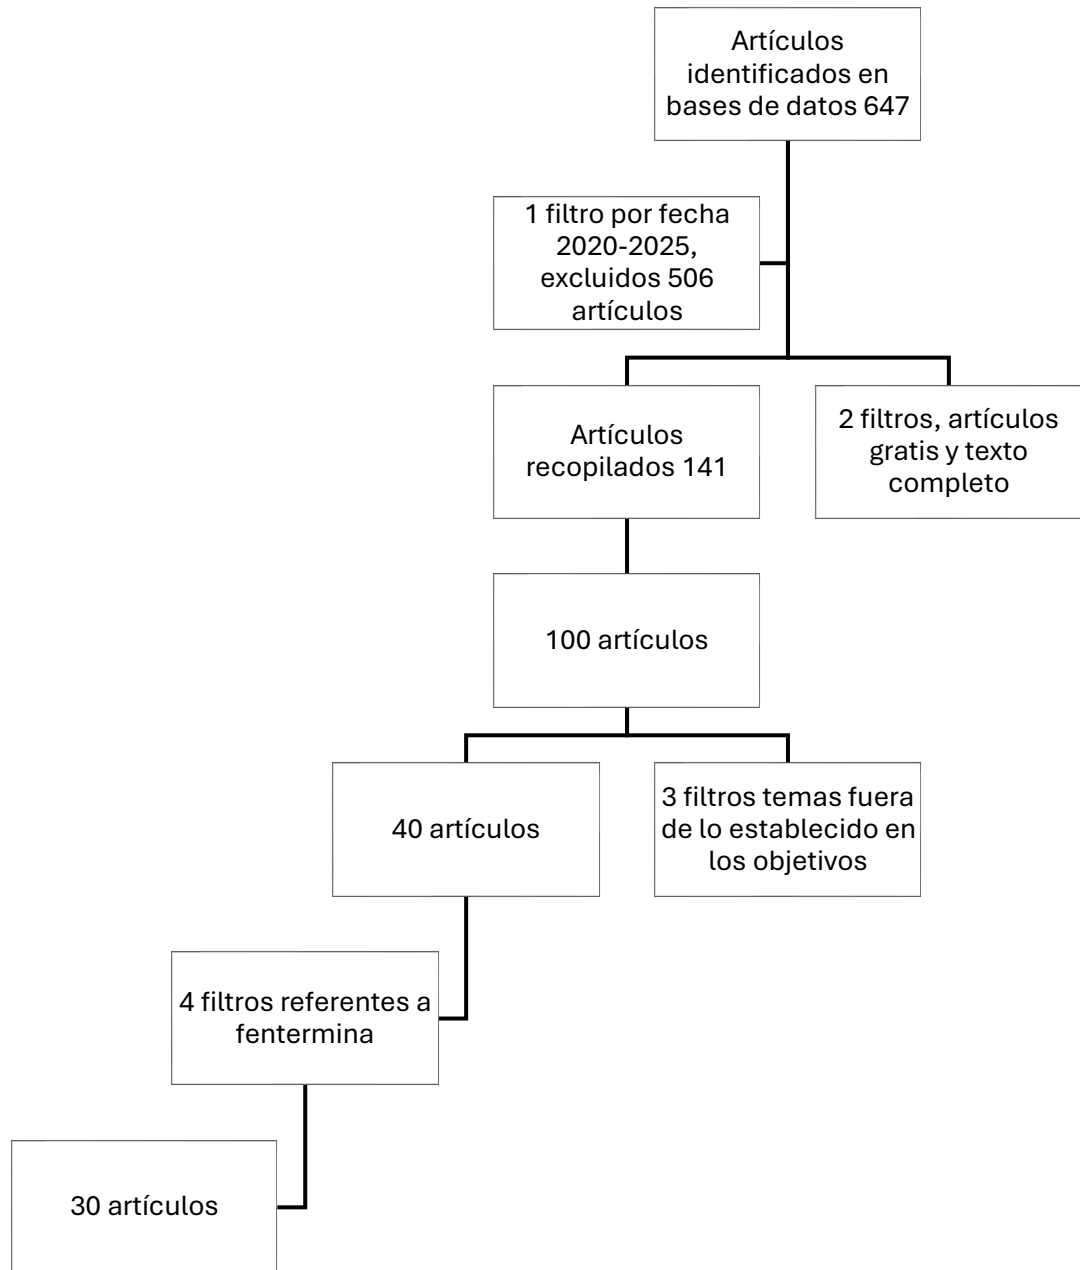 Artículos
identificados en
bases de datos 647
1 filtro por fecha
2020-2025,
excluidos 506
artículos
Artículos
recopilados 141
2 filtros, artículos
gratis y texto
completo
100 artículos
40 artículos
3 filtros temas fuera
de lo establecido en
los objetivos
4 filtros referentes a
fentermina
30 artículos